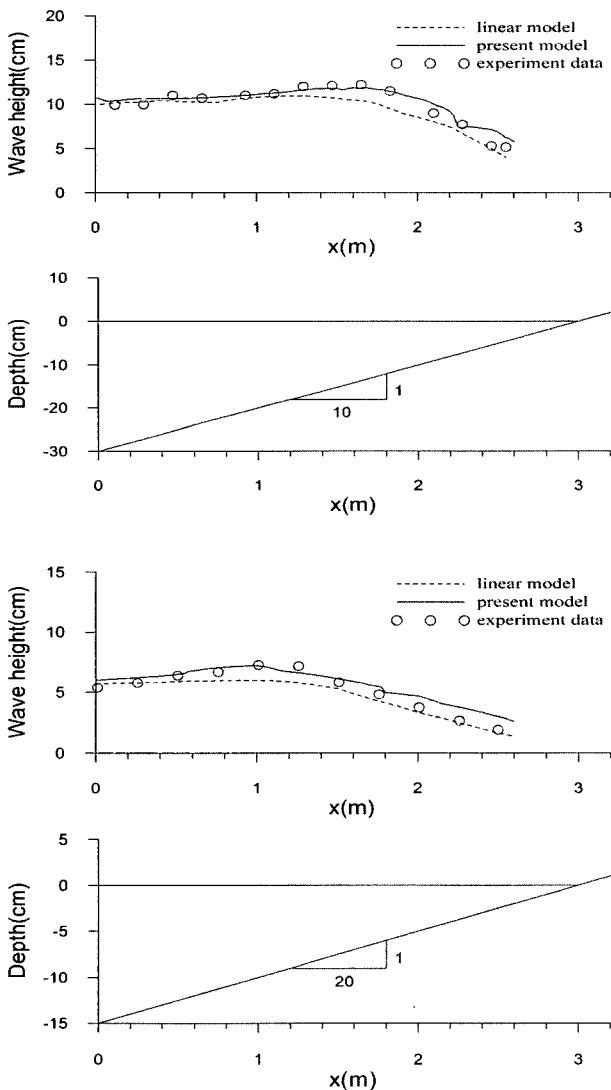 20
15
10
5
0
Wave height(cm)
linear model
present model
experiment data
0 1 2 3
x(m)
10
0
-10
-20
-30
Depth(cm)
1
10
0 1 2 3
x(m)
15
10
5
0
Wave height(cm)
linear model
present model
experiment data
0 1 2 3
x(m)
5
0
-5
-10
-15
Depth(cm)
1
20
0 1 2 3
x(m)